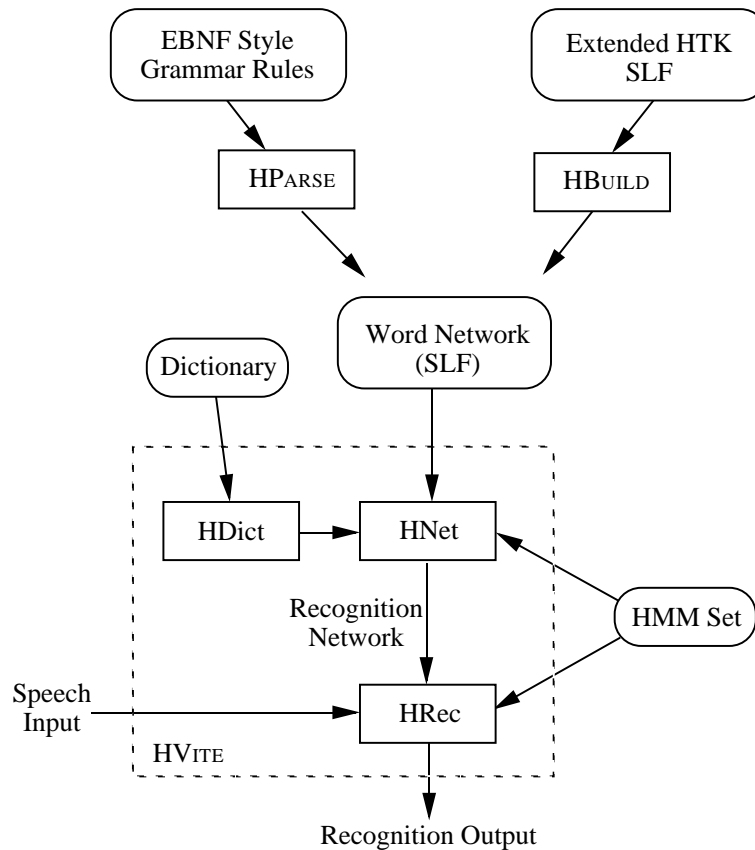 EBNF Style
Grammar Rules
Extended HTK
SLF
HPARSE
HBUILD
Word Network
(SLF)
Dictionary
HDict
HNet
Recognition
Network
HMM Set
Speech
Input
HRec
HVITE
Recognition Output